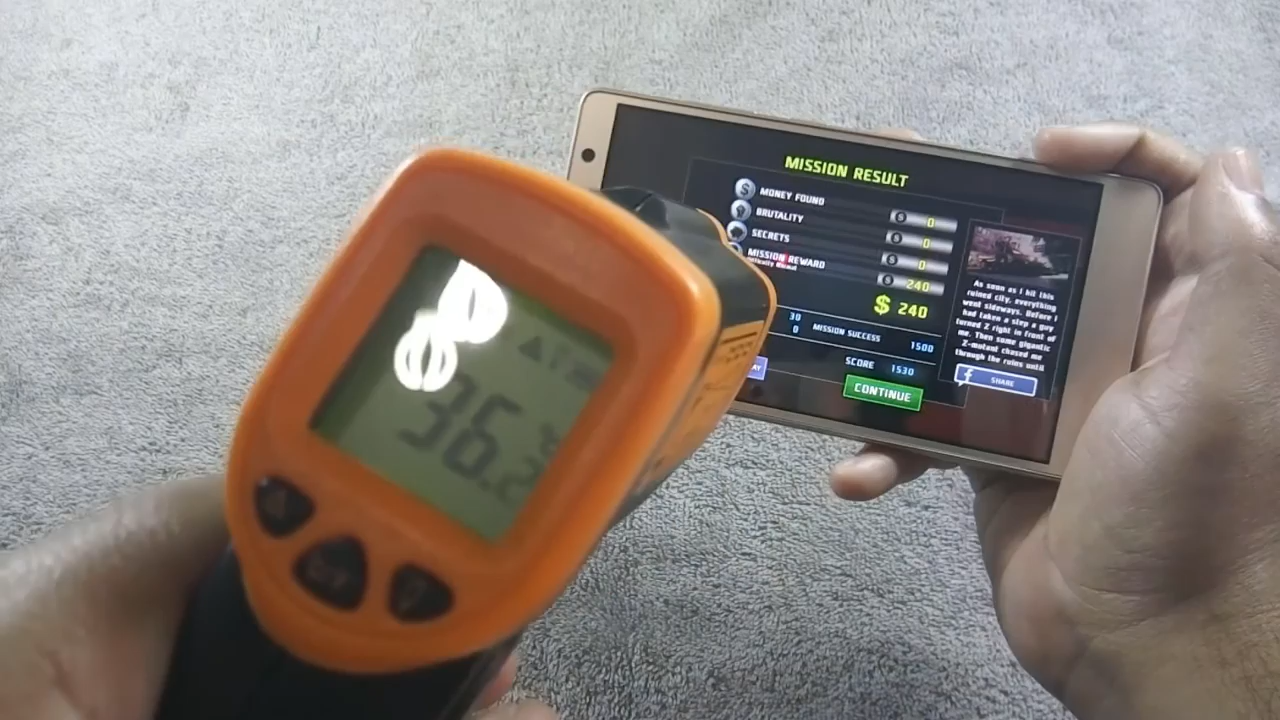 MISSION RESULT
MONEY FOUND 0
BRUTALITY 0
SECRETS 0
MISSION REWARD 240
$ 240
30
0 MISSION SUCCESS 1500
SCORE 1530
CONTINUE
As soon as I hit this
ruined city, everything
went sideways. Before I
had taken a step a guy
turned Z right in front of
me. Then some gigantic
Z-mutant chased me
through the ruins until
f SHARE
36.2
°C